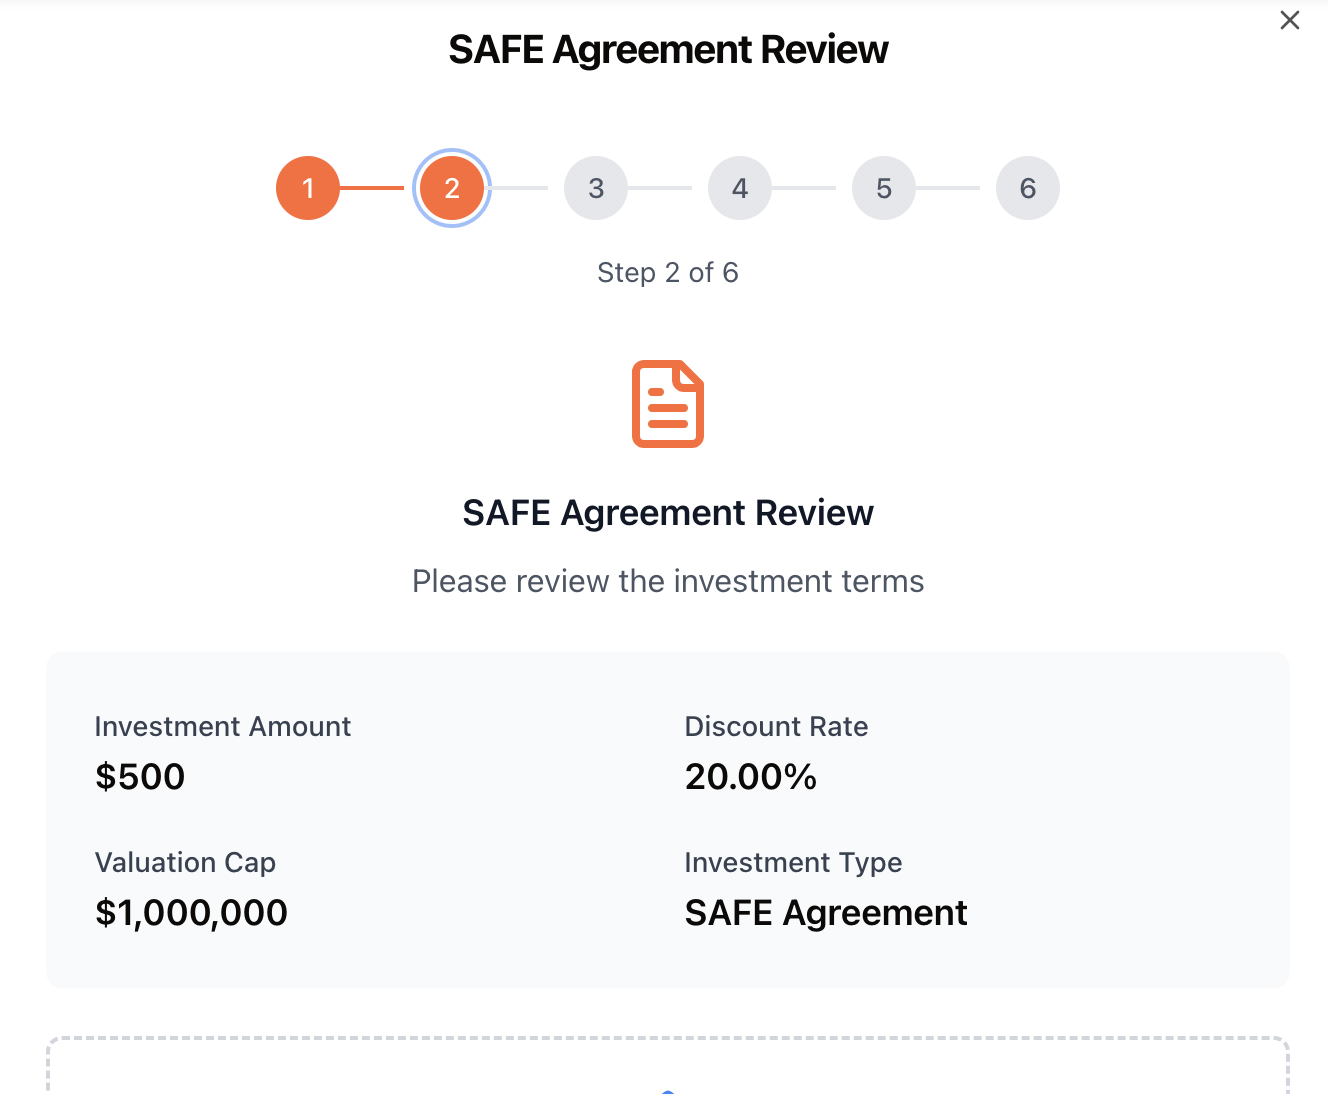 SAFE Agreement Review
1
2
3
4
5
6
Step 2 of 6
SAFE Agreement Review
Please review the investment terms
Investment Amount
$500
Discount Rate
20.00%
Valuation Cap
$1,000,000
Investment Type
SAFE Agreement